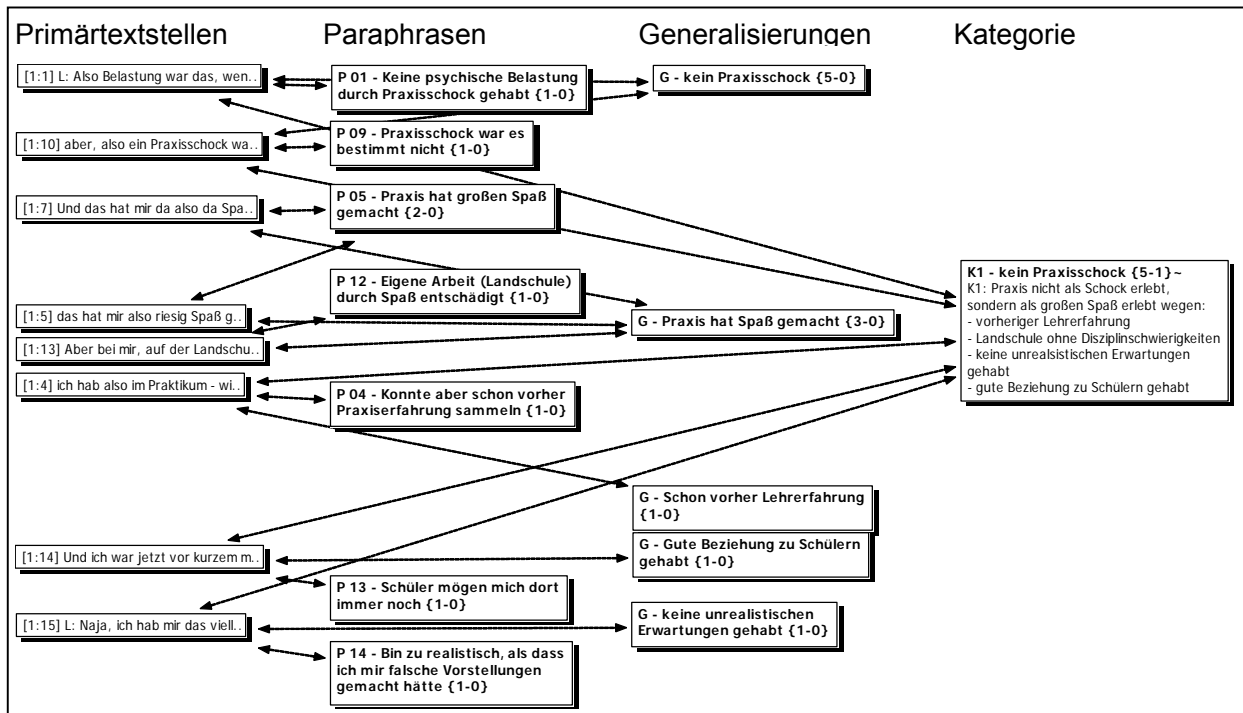 Primärtextstellen
Paraphrasen
Generalisierungen
Kategorie
[1:1] L: Also Belastung war das, wen..
[1:10] aber, also ein Praxisschock wa..
[1:7] Und das hat mir da also da Spa..
[1:5] das hat mir also riesig Spaß g..
[1:13] Aber bei mir, auf der Landschu..
[1:4] ich hab also im Praktikum - wi..
[1:14] Und ich war jetzt vor kurzem m..
[1:15] L: Naja, ich hab mir das viell..
P 01 - Keine psychische Belastung
durch Praxisschock gehabt {1-0}
P 09 - Praxisschock war es
bestimmt nicht {1-0}
P 05 - Praxis hat großen Spaß
gemacht {2-0}
P 12 - Eigene Arbeit (Landschule)
durch Spaß entschädigt {1-0}
P 04 - Konnte aber schon vorher
Praxiserfahrung sammeln {1-0}
P 13 - Schüler mögen mich dort
immer noch {1-0}
P 14 - Bin zu realistisch, als dass
ich mir falsche Vorstellungen
gemacht hätte {1-0}
G - kein Praxisschock {5-0}
G - Praxis hat Spaß gemacht {3-0}
G - Schon vorher Lehrerfahrung
{1-0}
G - Gute Beziehung zu Schülern
gehabt {1-0}
G - keine unrealistischen
Erwartungen gehabt {1-0}
K1 - kein Praxisschock {5-1}~
K1: Praxis nicht als Schock erlebt,
sondern als großen Spaß erlebt wegen:
- vorheriger Lehrerfahrung
- Landschule ohne Disziplinschwierigkeiten
- keine unrealsistischen Erwartungen
gehabt
- gute Beziehung zu Schülern gehabt